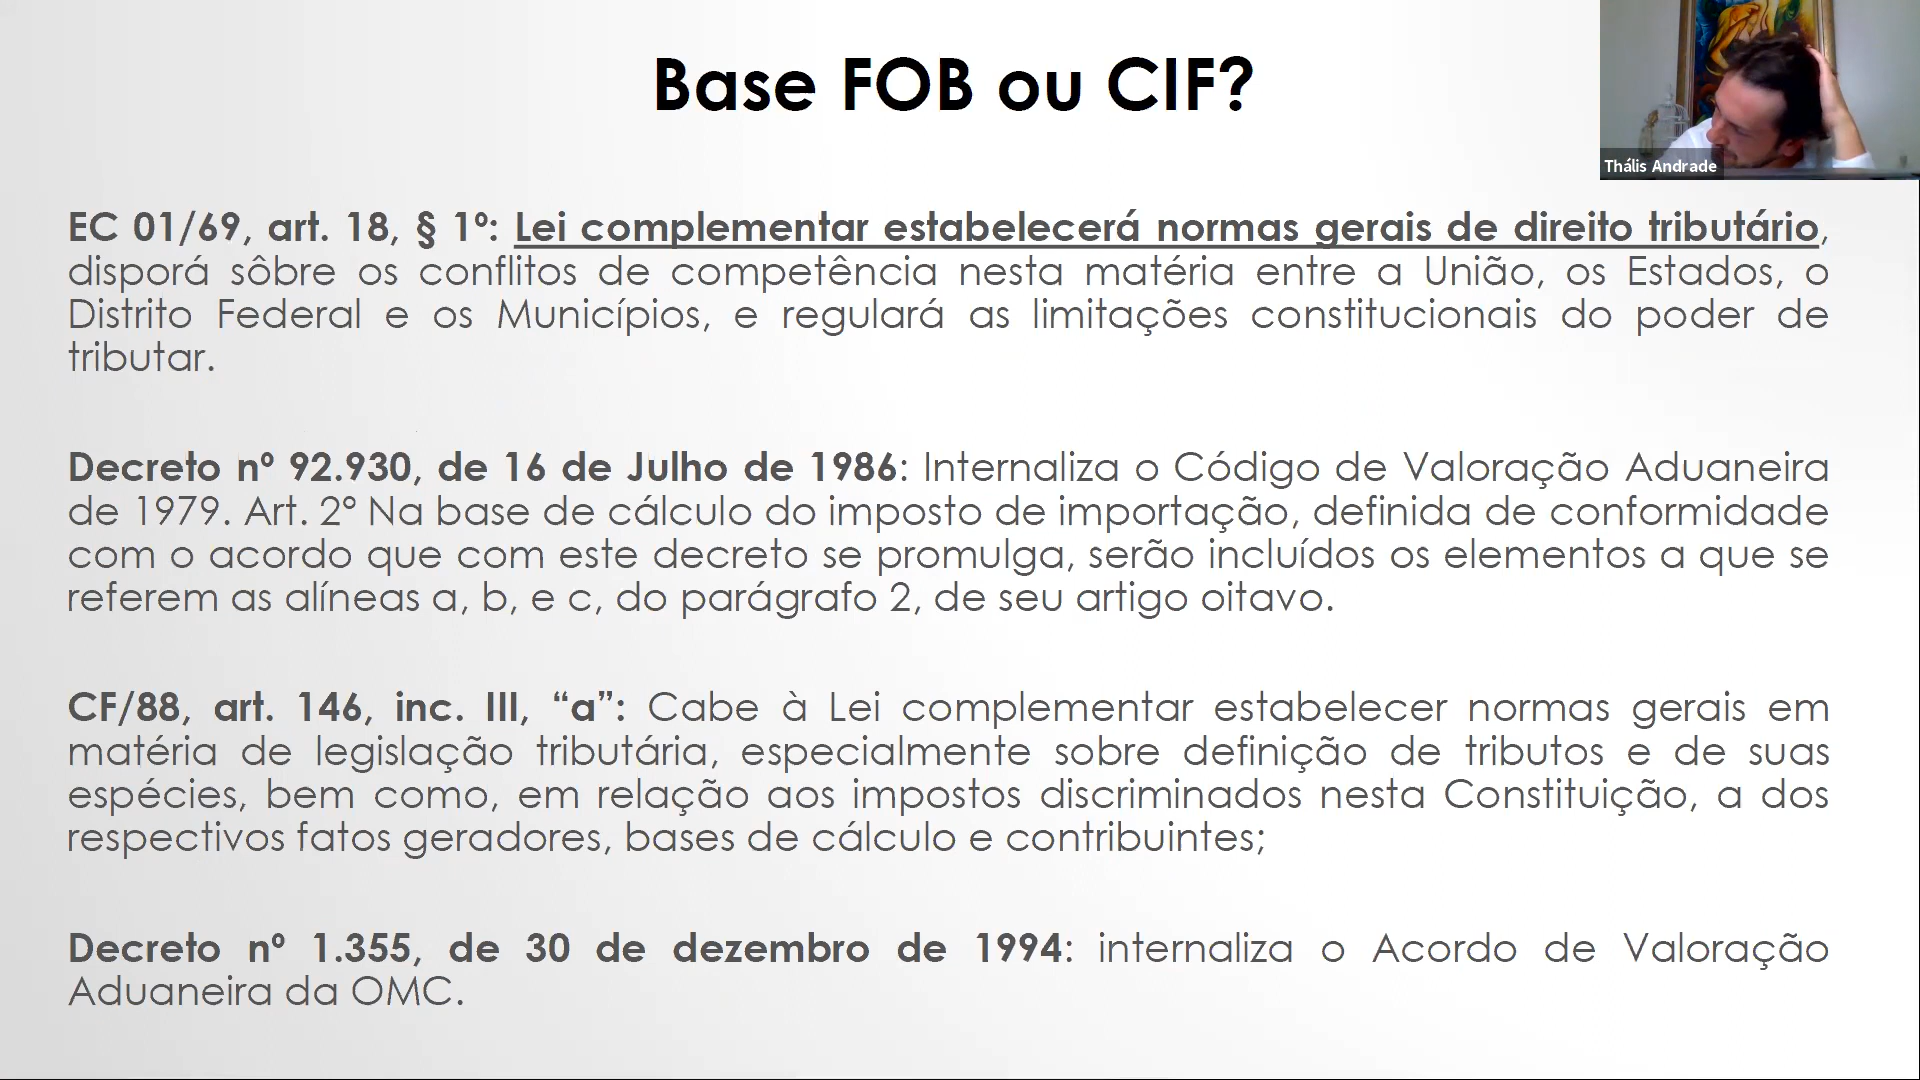 Base FOB ou CIF?
Thális Andrade
EC 01/69, art. 18, § 1º: Lei complementar estabelecerá normas gerais de direito tributário,
disporá sôbre os conflitos de competência nesta matéria entre a União, os Estados, o
Distrito Federal e os Municípios, e regulará as limitações constitucionais do poder de
tributar.
Decreto nº 92.930, de 16 de Julho de 1986: Internaliza o Código de Valoração Aduaneira
de 1979. Art. 2° Na base de cálculo do imposto de importação, definida de conformidade
com o acordo que com este decreto se promulga, serão incluídos os elementos a que se
referem as alíneas a, b, e c, do parágrafo 2, de seu artigo oitavo.
CF/88, art. 146, inc. III, “a”: Cabe à Lei complementar estabelecer normas gerais em
matéria de legislação tributária, especialmente sobre definição de tributos e de suas
espécies, bem como, em relação aos impostos discriminados nesta Constituição, a dos
respectivos fatos geradores, bases de cálculo e contribuintes;
Decreto nº 1.355, de 30 de dezembro de 1994: internaliza o Acordo de Valoração
Aduaneira da OMC.